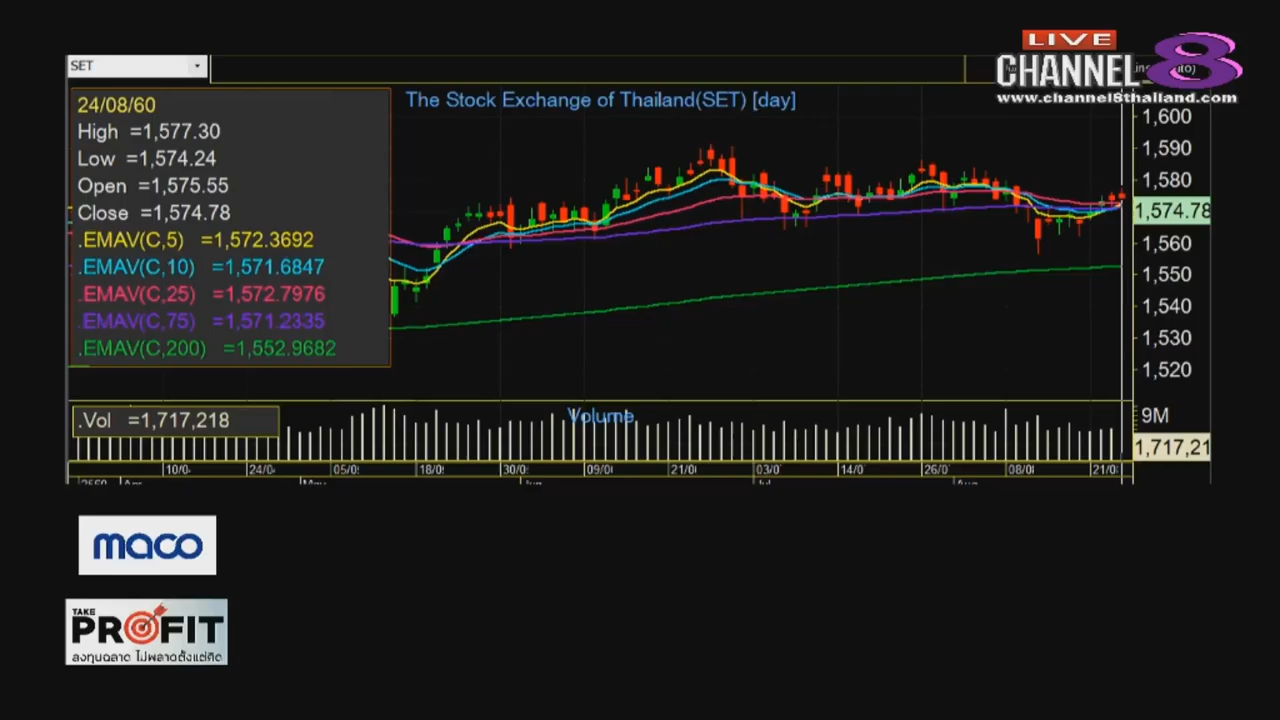 LIVE
CHANNEL 8
www.channel8thailand.com
SET
The Stock Exchange of Thailand(SET) [day]
24/08/60
High =1,577.30
Low =1,574.24
Open =1,575.55
Close =1,574.78
.EMAV(C,5) =1,572.3692
.EMAV(C,10) =1,571.6847
.EMAV(C,25) =1,572.7976
.EMAV(C,75) =1,571.2335
.EMAV(C,200) =1,552.9682
1,600
1,590
1,580
1,574.78
1,560
1,550
1,540
1,530
1,520
.Vol =1,717,218
Volume
9M
1,717,21
10/0 24/0 05/0 18/0 30/0 09/0 21/0 03/0 14/0 26/0 08/0 21/0
maco
TAKE
PROFIT
ลงทุนฉลาด ไม่พลาดตั้งแต่คิด